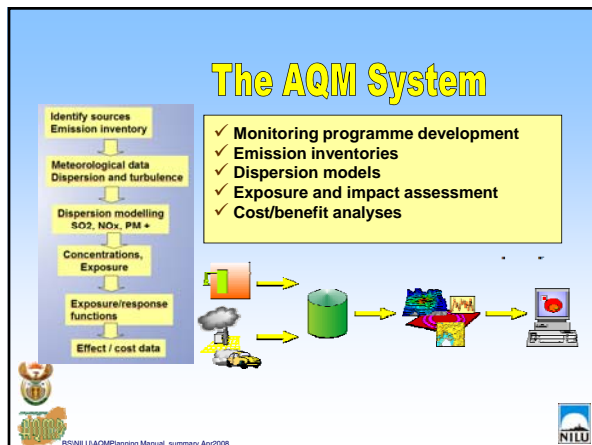 The AQM System
Identify sources
Emission inventory
Meteorological data
Dispersion and turbulence
Dispersion modelling
SO2, NOx, PM +
Concentrations,
Exposure
Exposure/response
functions
Effect / cost data
✓ Monitoring programme development
✓ Emission inventories
✓ Dispersion models
✓ Exposure and impact assessment
✓ Cost/benefit analyses
AQMP
BS\NILU\AQMPlanning Manual_summary Apr2008
NILU